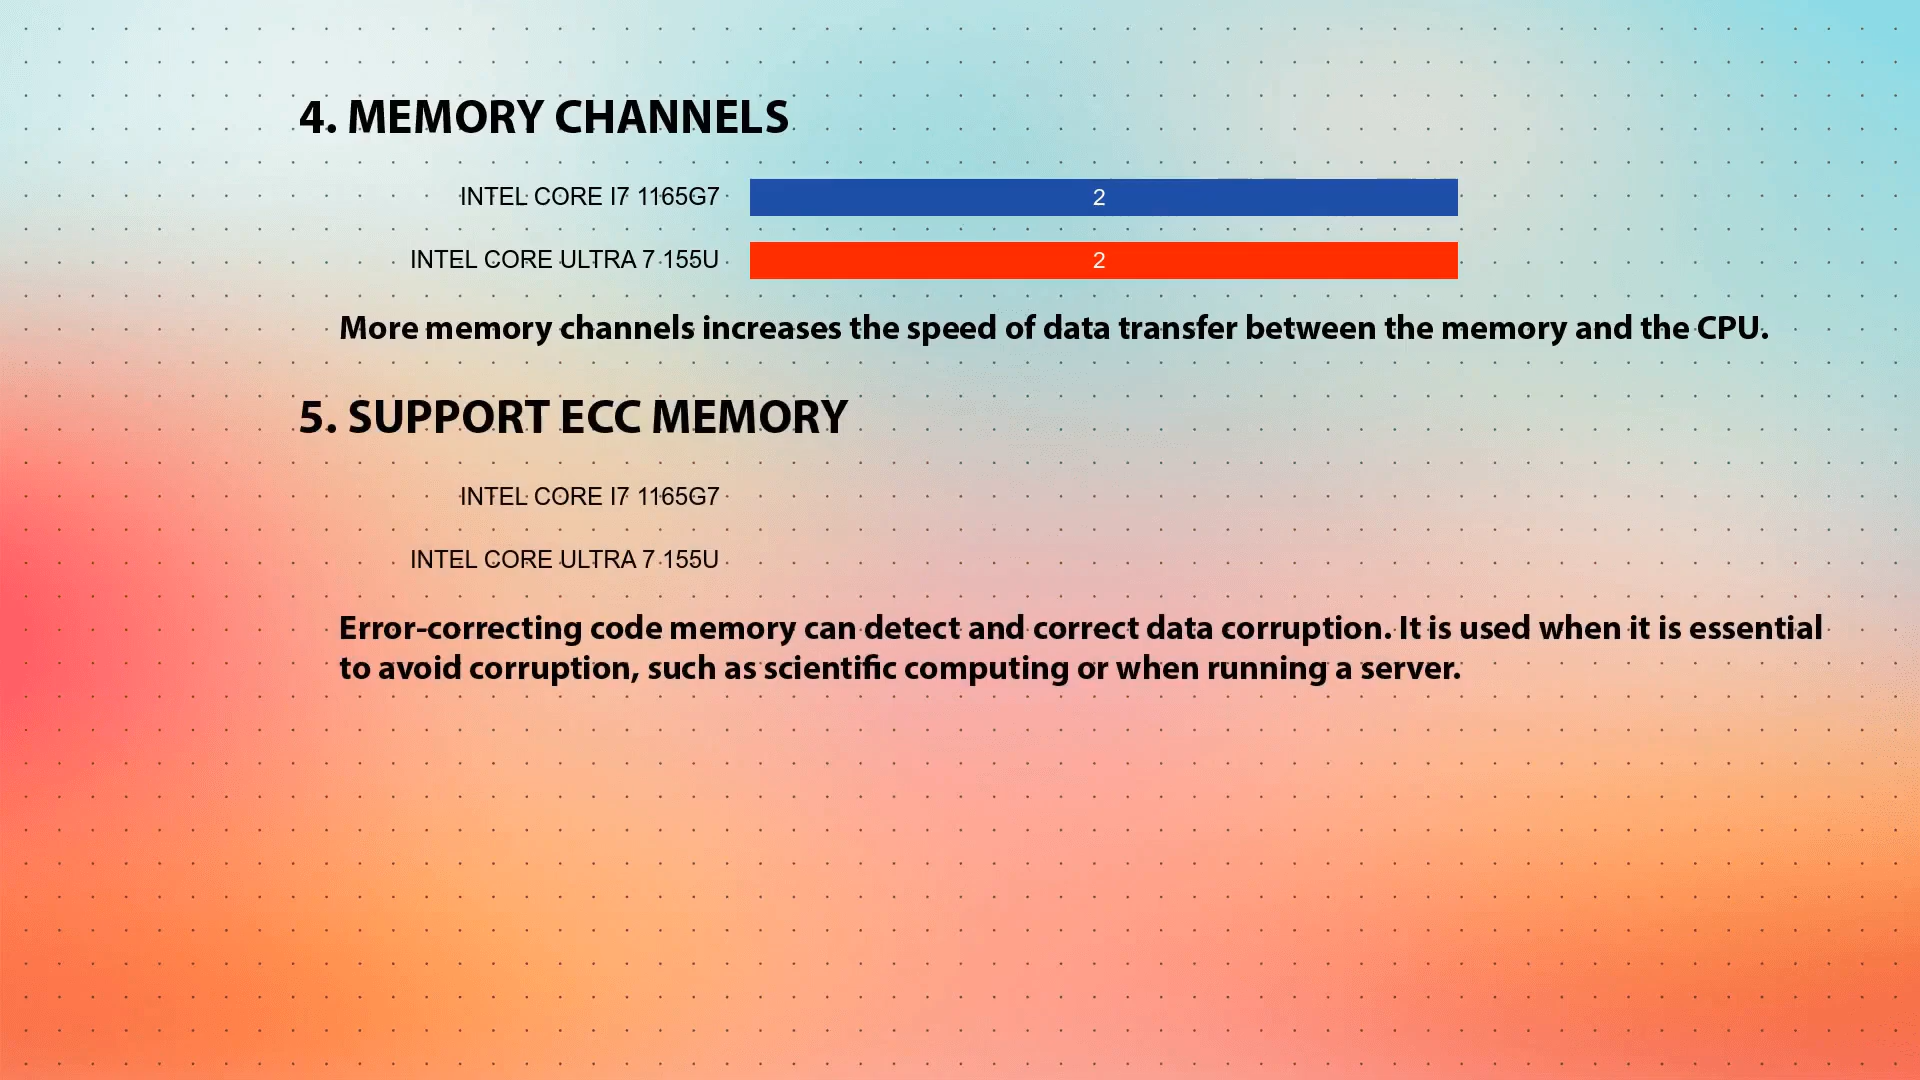 4. MEMORY CHANNELS
INTEL CORE I7 1165G7
2
INTEL CORE ULTRA 7 155U
2
More memory channels increases the speed of data transfer between the memory and the CPU.
5. SUPPORT ECC MEMORY
INTEL CORE I7 1165G7
INTEL CORE ULTRA 7 155U
Error-correcting code memory can detect and correct data corruption. It is used when it is essential
to avoid corruption, such as scientific computing or when running a server.